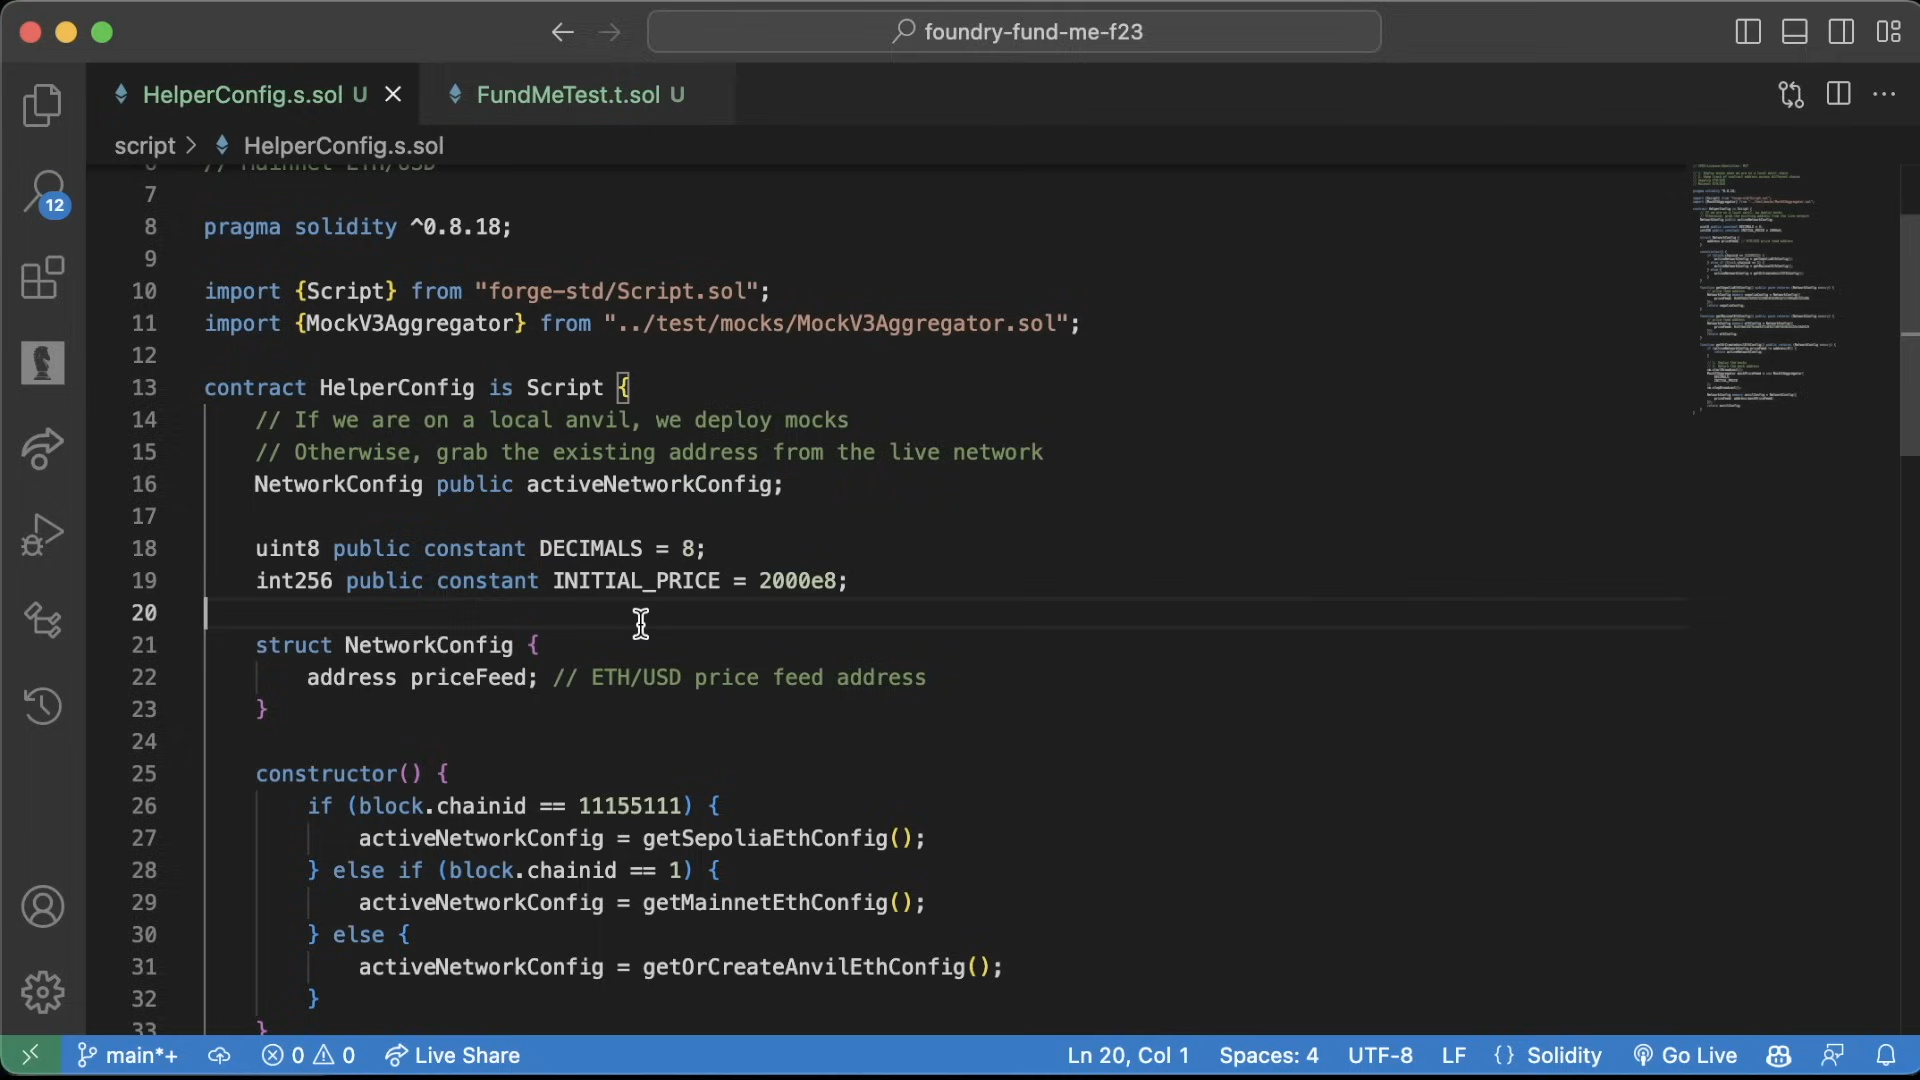 foundry-fund-me-f23
HelperConfig.s.sol U
FundMeTest.t.sol U
script > HelperConfig.s.sol
12
6 // Mainnet ETH/USD
7
8 pragma solidity ^0.8.18;
9
10 import {Script} from "forge-std/Script.sol";
11 import {MockV3Aggregator} from "../test/mocks/MockV3Aggregator.sol";
12
13 contract HelperConfig is Script {
14 // If we are on a local anvil, we deploy mocks
15 // Otherwise, grab the existing address from the live network
16 NetworkConfig public activeNetworkConfig;
17
18 uint8 public constant DECIMALS = 8;
19 int256 public constant INITIAL_PRICE = 2000e8;
20
21 struct NetworkConfig {
22 address priceFeed; // ETH/USD price feed address
23 }
24
25 constructor() {
26 if (block.chainid == 11155111) {
27 activeNetworkConfig = getSepoliaEthConfig();
28 } else if (block.chainid == 1) {
29 activeNetworkConfig = getMainnetEthConfig();
30 } else {
31 activeNetworkConfig = getOrCreateAnvilEthConfig();
32 }
33 }
main*+ 0 0 Live Share Ln 20, Col 1 Spaces: 4 UTF-8 LF {} Solidity Go Live